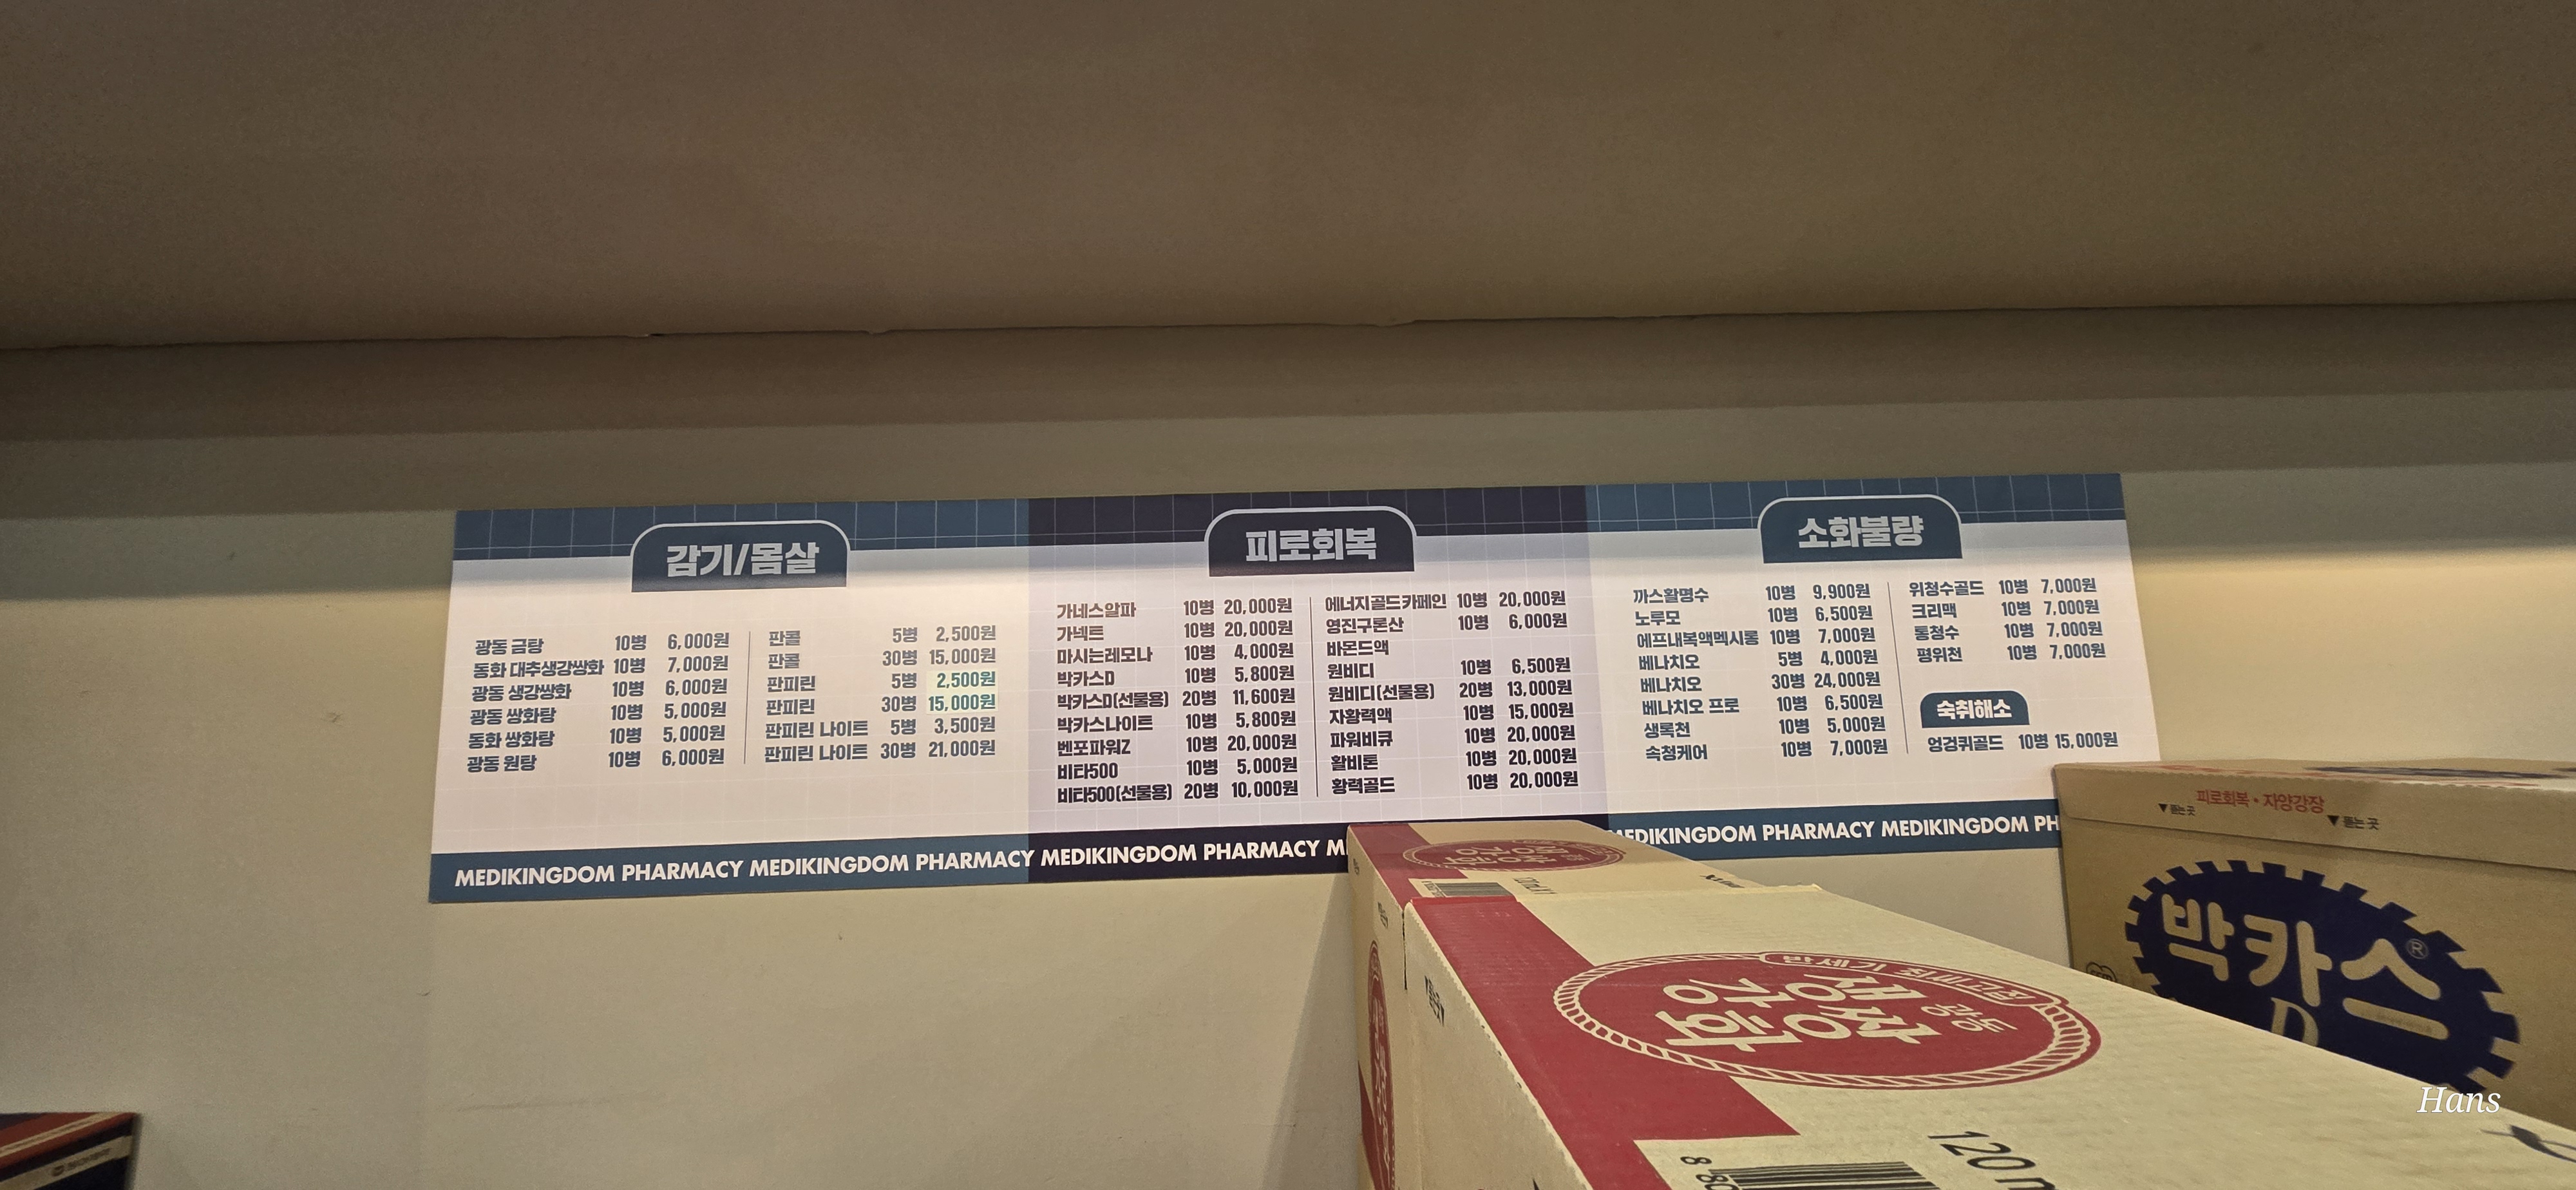 감기/몸살
광동 금탕 10병 6,000원
동화 대추생강쌍화 10병 7,000원
광동 생강쌍화 10병 6,000원
광동 쌍화탕 10병 5,000원
동화 쌍화탕 10병 5,000원
광동 원탕 10병 6,000원
판콜 5병 2,500원
판콜 30병 15,000원
판피린 5병 2,500원
판피린 30병 15,000원
판피린 나이트 5병 3,500원
판피린 나이트 30병 21,000원
피로회복
가네스알파 10병 20,000원
가넥트 10병 20,000원
마시는레모나 10병 4,000원
박카스D 10병 5,800원
박카스D(선물용) 20병 11,600원
박카스나이트 10병 5,800원
벤포파워Z 10병 20,000원
비타500 10병 5,000원
비타500(선물용) 20병 10,000원
에너지골드카페인 10병 20,000원
영진구론산 10병 6,000원
바몬드액
원비디 10병 6,500원
원비디(선물용) 20병 13,000원
자황력액 10병 15,000원
파워비큐 10병 20,000원
활비톤 10병 20,000원
황력골드 10병 20,000원
소화불량
까스활명수 10병 9,900원
노루모 10병 6,500원
에프내복액멕시롱 10병 7,000원
베나치오 5병 4,000원
베나치오 30병 24,000원
베나치오 프로 10병 6,500원
생록천 10병 5,000원
속청케어 10병 7,000원
위청수골드 10병 7,000원
크리맥 10병 7,000원
통청수 10병 7,000원
평위천 10병 7,000원
숙취해소
엉겅퀴골드 10병 15,000원
MEDIKINGDOM PHARMACY MEDIKINGDOM PHARMACY MEDIKINGDOM PHARMACY
MEDIKINGDOM PHARMACY MEDIKINGDOM PH
피로회복·자양강장
▼뜯는곳
▼뜯는곳
박카스®
D
광동
120
Hans